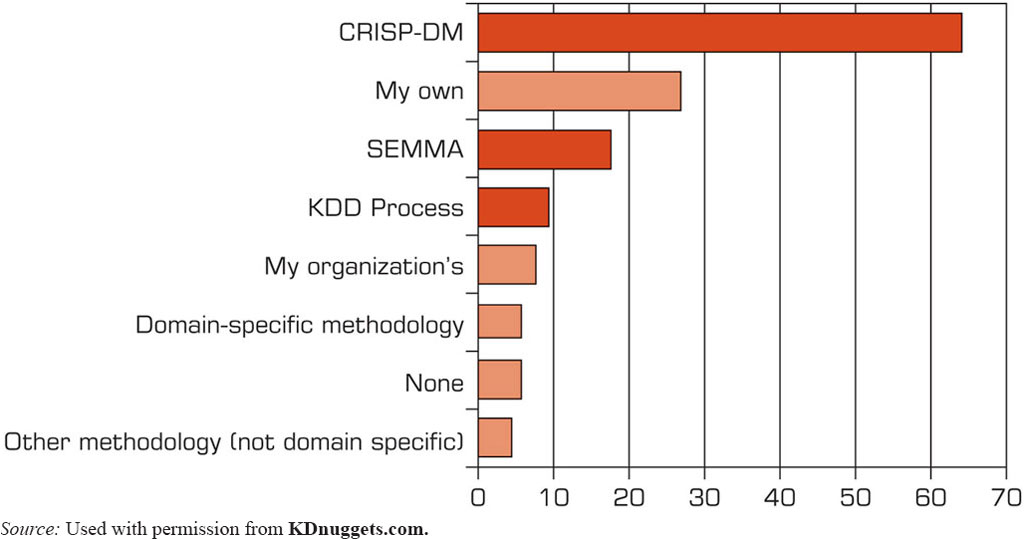 CRISP-DM
My own
SEMMA
KDD Process
My organization's
Domain-specific methodology
None
Other methodology (not domain specific)
0 10 20 30 40 50 60 70
Source: Used with permission from KDnuggets.com.